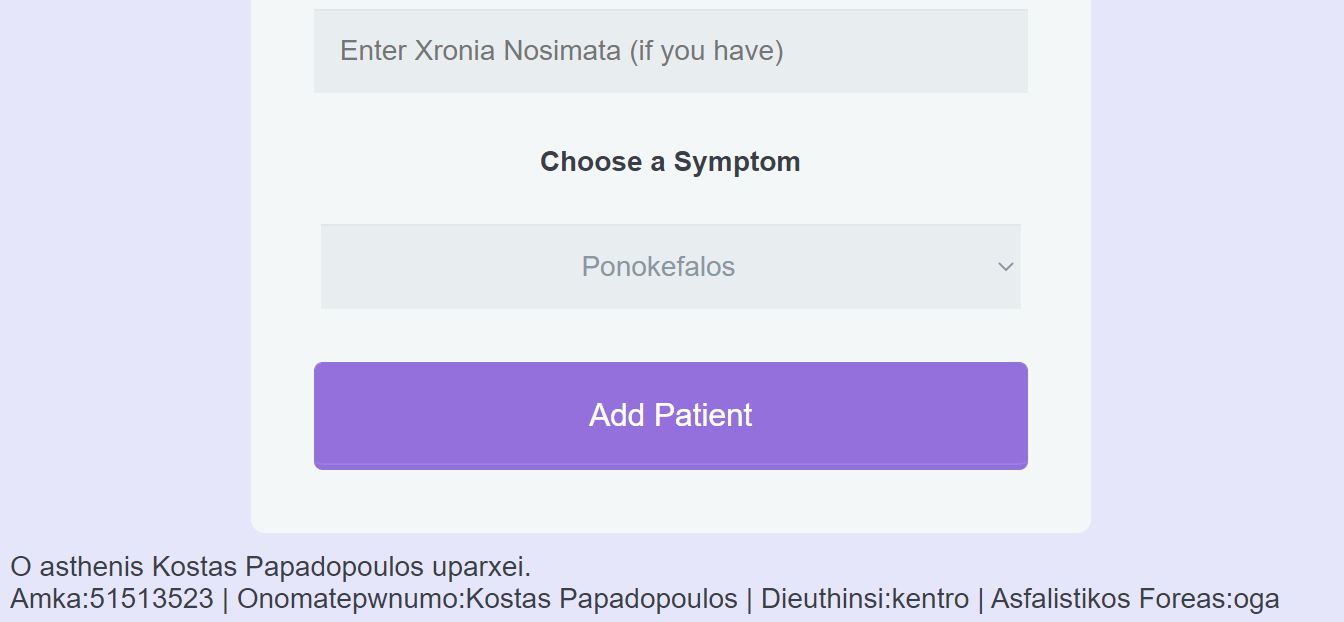 Enter Xronia Nosimata (if you have)
Choose a Symptom
Ponokefalos
Add Patient
O asthenis Kostas Papadopoulos uparxei.
Amka:51513523 | Onomatepwnumo:Kostas Papadopoulos | Dieuthinsi:kentro | Asfalistikos Foreas:oga